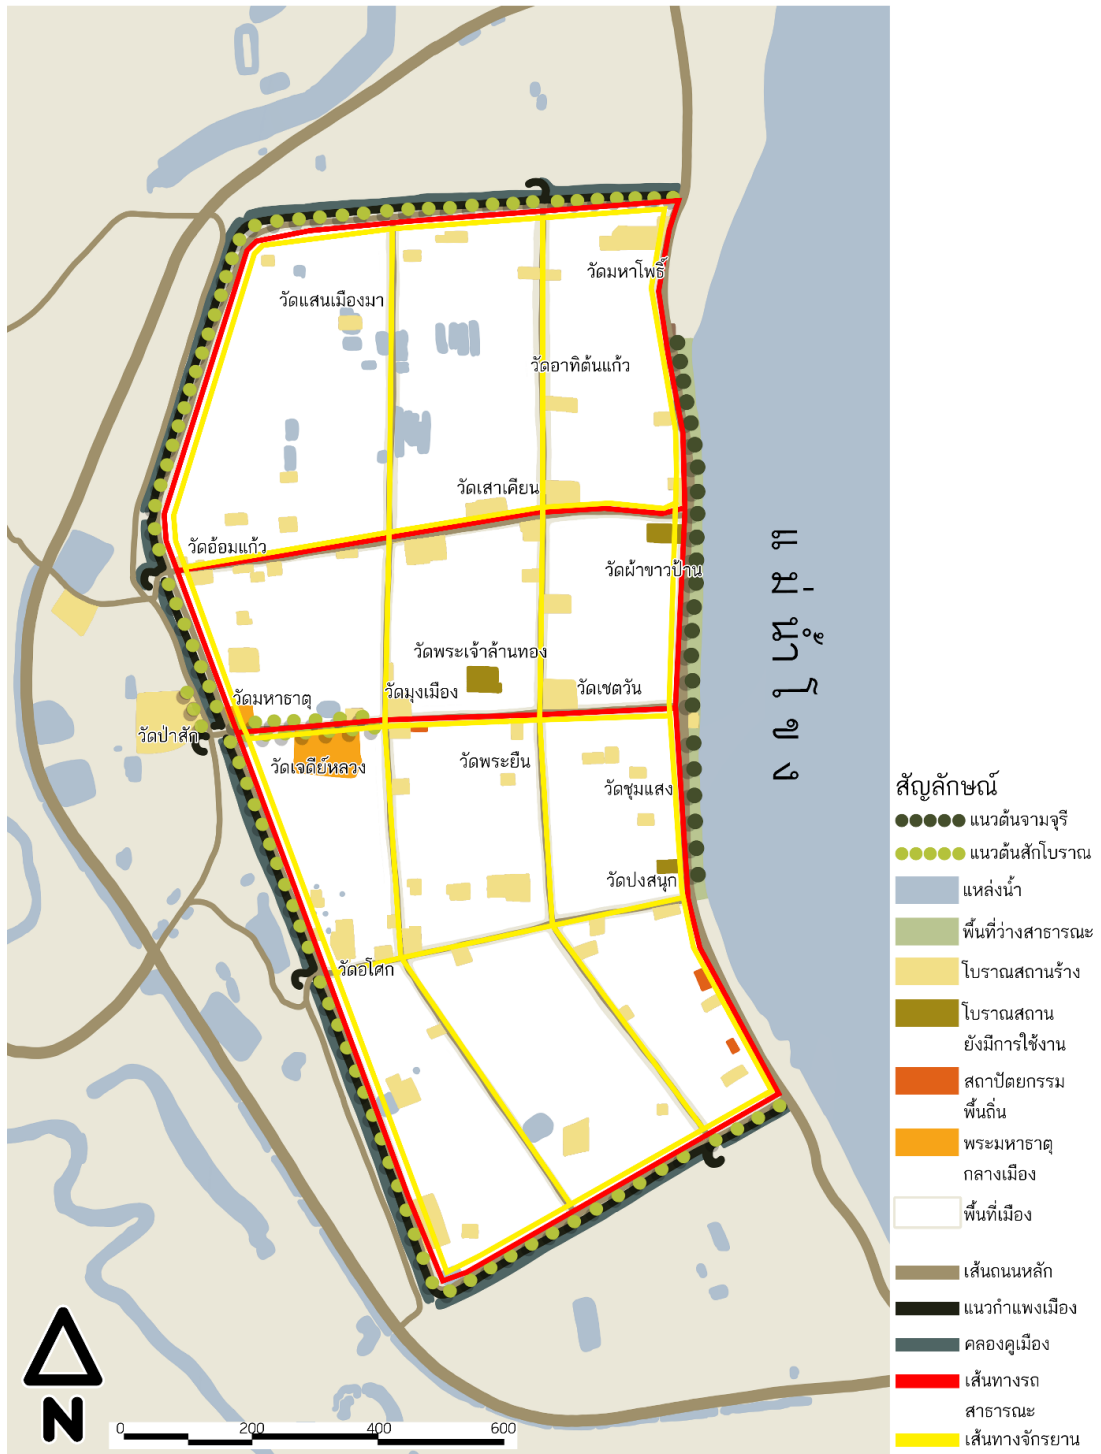 วัดมหาโพธิ์
วัดแสนเมืองมา
วัดอาทิต้นแก้ว
วัดเสาเคียน
วัดอ้อมแก้ว
วัดผ้าขาวป้าน
แม่น้ำโขง
วัดพระเจ้าล้านทอง
วัดมุงเมือง
วัดเชตวัน
วัดมหาธาตุ
วัดป่าสัก
วัดเจดีย์หลวง
วัดพระยืน
วัดชุมแสง
วัดปงสนุก
วัดอโศก
สัญลักษณ์
แนวต้นจามจุรี
แนวต้นสักโบราณ
แหล่งน้ำ
พื้นที่ว่างสาธารณะ
โบราณสถานร้าง
โบราณสถาน
ยังมีการใช้งาน
สถาปัตยกรรม
พื้นถิ่น
พระมหาธาตุ
กลางเมือง
พื้นที่เมือง
เส้นถนนหลัก
แนวกำแพงเมือง
คลองคูเมือง
เส้นทางรถ
สาธารณะ
เส้นทางจักรยาน
N
0 200 400 600